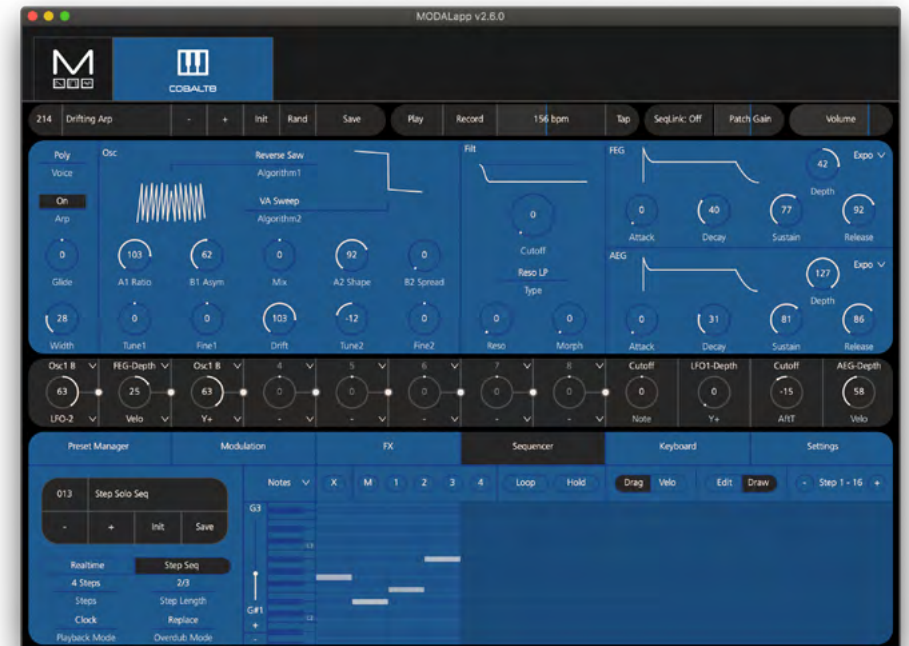 MODALapp v2.6.0
M
COBALT8
214 Drifting Arp - + Init Rand Save Play Record 156 bpm Tap SeqLink: Off Patch Gain Volume
Poly Osc Reverse Saw Filt FEG 42 Expo
Voice Algorithm1 Depth
On VA Sweep 0 0 40 77 92
Arp Algorithm2 Cutoff Attack Decay Sustain Release
0 103 62 0 92 0 Reso LP AEG 127 Expo
Glide A1 Ratio B1 Asym Mix A2 Shape B2 Spread Type Depth
28 0 0 103 -12 0 0 0 0 31 81 86
Width Tune1 Fine1 Drift Tune2 Fine2 Reso Morph Attack Decay Sustain Release
Osc1 B FEG-Depth Osc1 B 4 5 6 7 8 Cutoff LFO1-Depth Cutoff AEG-Depth
63 25 63 0 0 0 0 0 0 0 -15 58
LFO-2 Velo Y+ - - - - - Note Y+ AftT Velo
Preset Manager Modulation FX Sequencer Keyboard Settings
013 Step Solo Seq
- + Init Save
Realtime Step Seq
4 Steps 2/3
Steps Step Length
Clock Replace
Playback Mode Overdub Mode
Notes X M 1 2 3 4 Loop Hold Drag Velo Edit Draw - Step 1 - 16 +
G3
C3
G#1
C2
+
-